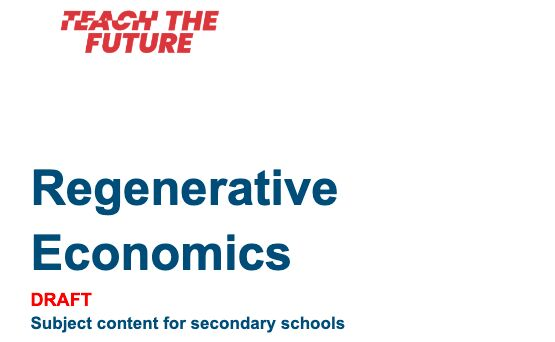 TEACH THE
FUTURE
Regenerative
Economics
DRAFT
Subject content for secondary schools